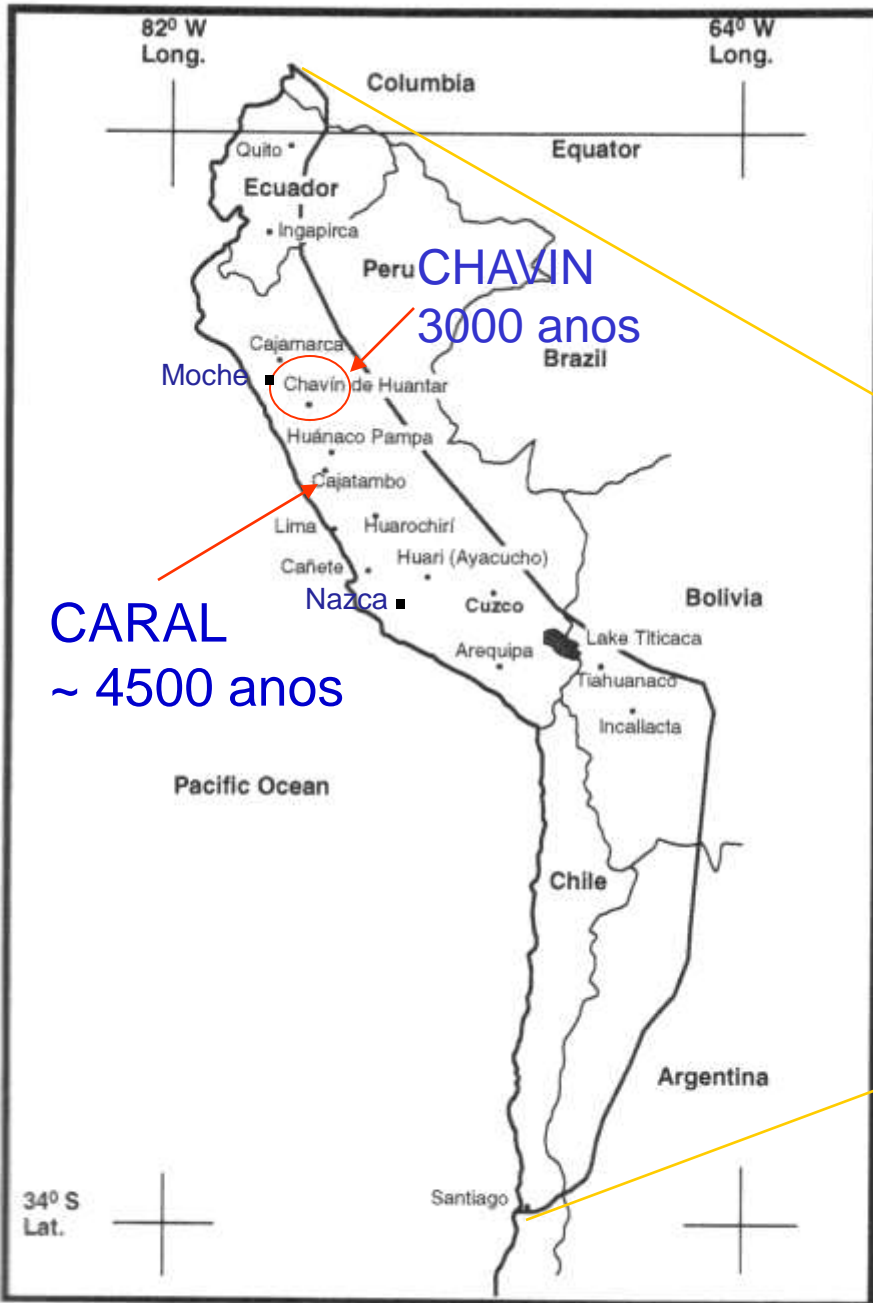 82⁰ W
Long.
64⁰ W
Long.
Columbia
Quito
Equator
Ecuador
Ingapirca
Peru
CHAVIN
3000 anos
Cajamarca
Brazil
Moche
Chavín de Huantar
Huánaco Pampa
Cajatambo
Lima
Huarochirí
Cañete
Huari (Ayacucho)
Nazca
Cuzco
Bolivia
CARAL
~ 4500 anos
Lake Titicaca
Arequipa
Tiahuanaco
Incallacta
Pacific Ocean
Chile
Argentina
Santiago
34⁰ S
Lat.